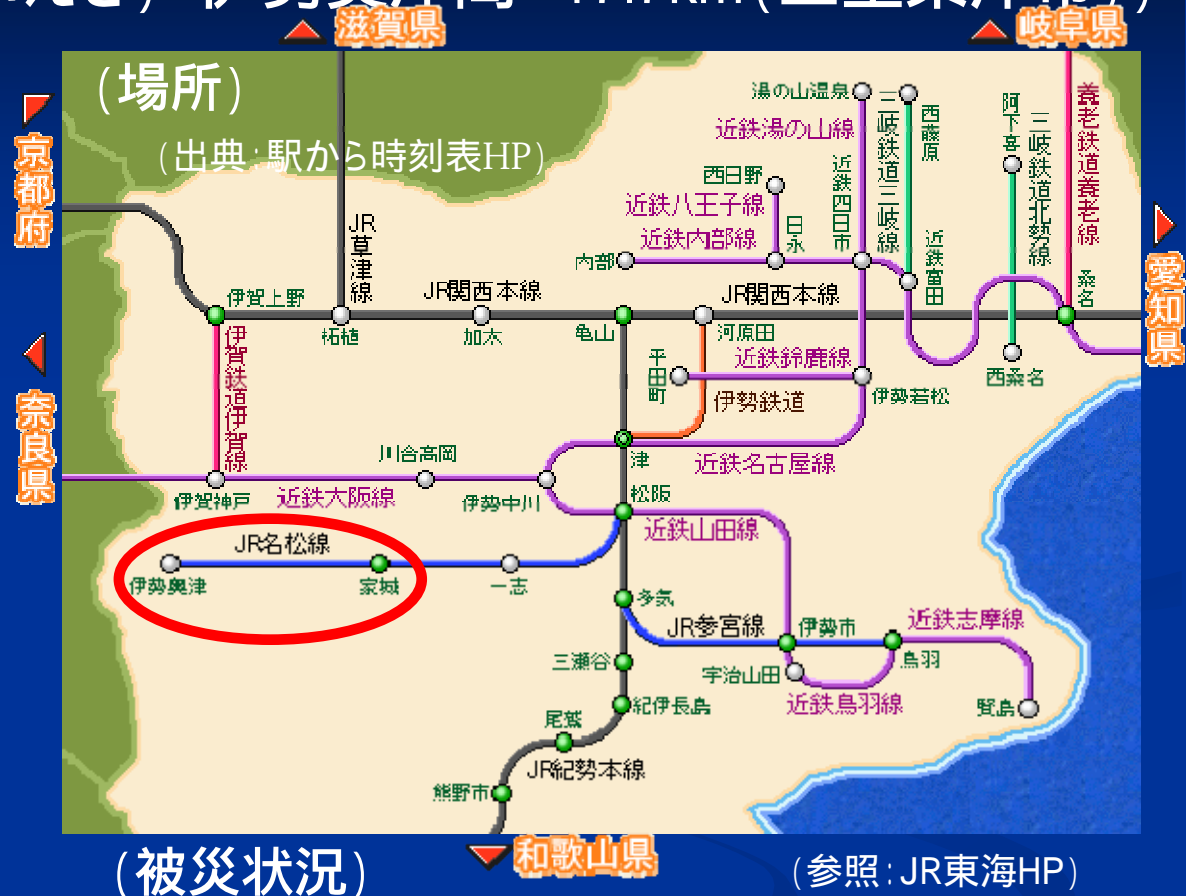 伊勢奥津間
滋賀県
岐阜県
(場所)
(出典:駅から時刻表HP)
京都府
奈良県
愛知県
湯の山温泉
近鉄湯の山線
三岐鉄道三岐線
西藤原
阿下喜
三岐鉄道北勢線
養老鉄道養老線
西日野
近鉄八王子線
近鉄四日市
日永
近鉄内部線
内部
近鉄富田
桑名
JR草津線
伊賀上野
JR関西本線
JR関西本線
柘植
加太
亀山
河原田
伊賀鉄道伊賀線
平田町
近鉄鈴鹿線
西桑名
伊勢鉄道
伊勢若松
川合高岡
津
近鉄名古屋線
伊賀神戸
近鉄大阪線
伊勢中川
松阪
近鉄山田線
JR名松線
伊勢奥津
家城
一志
多気
JR参宮線
伊勢市
近鉄志摩線
三瀬谷
宇治山田
鳥羽
紀伊長島
近鉄鳥羽線
賢島
尾鷲
JR紀勢本線
熊野市
和歌山県
(被災状況)
(参照:JR東海HP)